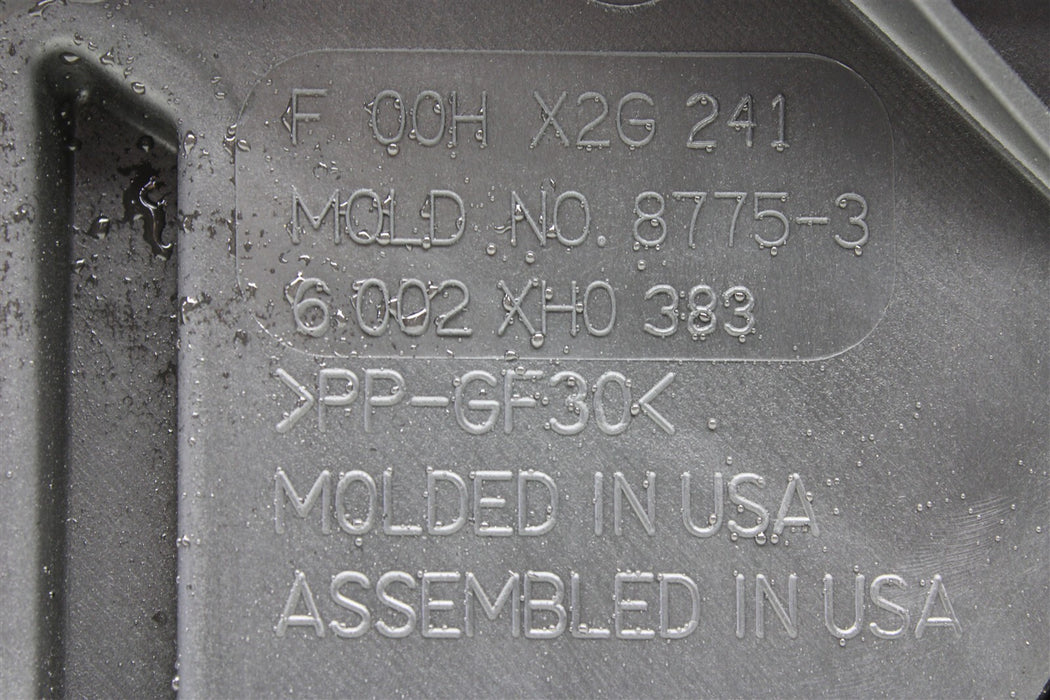 F 00H X2G 241
MOLD NO. 8775-3
6 002 XH0 383
>PP-GF30<
MOLDED IN USA
ASSEMBLED IN USA